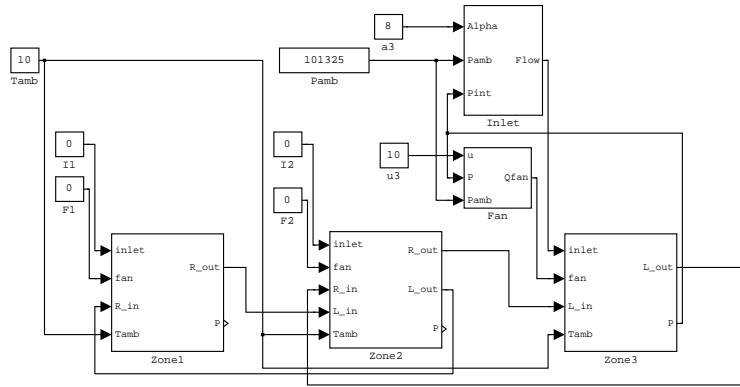 8
a3
Alpha
Pamb
Flow
Pint
Inlet
10
Tamb
101325
Pamb
0
I1
0
F1
0
I2
0
F2
10
u3
u
P
Qfan
Pamb
Fan
inlet
fan
R_out
R_in
P
Tamb
Zone1
inlet
R_out
fan
R_in
L_out
L_in
P
Tamb
Zone2
inlet
L_out
fan
L_in
P
Tamb
Zone3